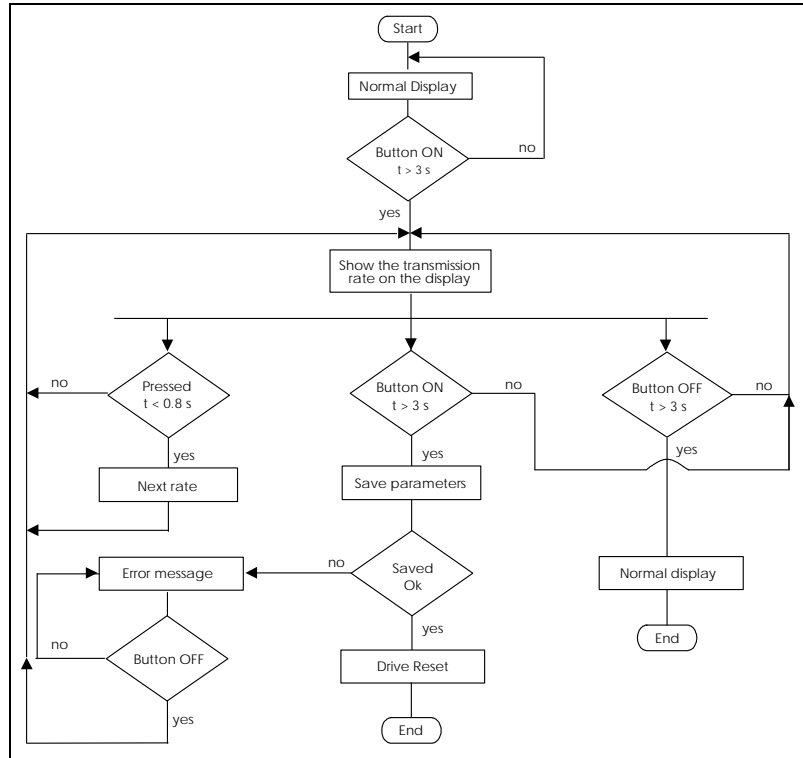 Start
Normal Display
Button ON
t > 3 s
no
yes
Show the transmission
rate on the display
no
Pressed
t < 0.8 s
yes
Next rate
Button ON
t > 3 s
no
yes
Save parameters
Button OFF
t > 3 s
no
yes
Normal display
End
Saved
Ok
no
yes
Error message
Button OFF
no
yes
Drive Reset
End